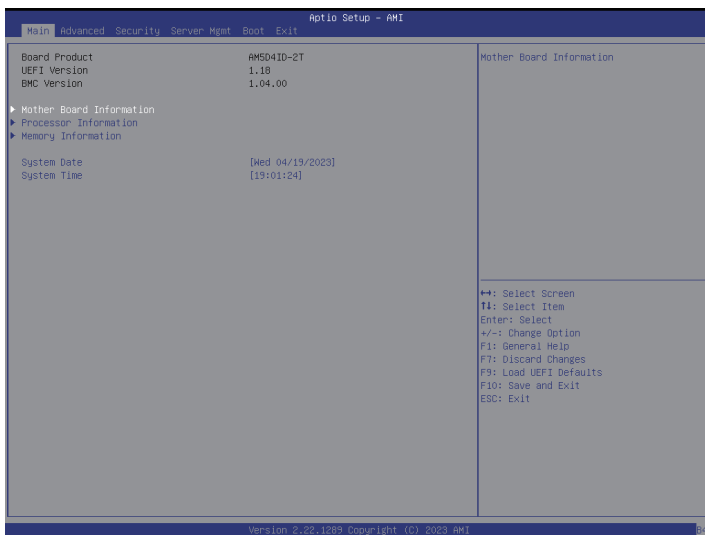 Aptio Setup – AMI
Main Advanced Security Server Mgmt Boot Exit
Board Product AM5D4ID-2T
UEFI Version 1.18
BMC Version 1.04.00
Mother Board Information
Processor Information
Memory Information
System Date [Wed 04/19/2023]
System Time [19:01:24]
Mother Board Information
↔: Select Screen
↑↓: Select Item
Enter: Select
+/-: Change Option
F1: General Help
F7: Discard Changes
F9: Load UEFI Defaults
F10: Save and Exit
ESC: Exit
Version 2.22.1289 Copyright (C) 2023 AMI